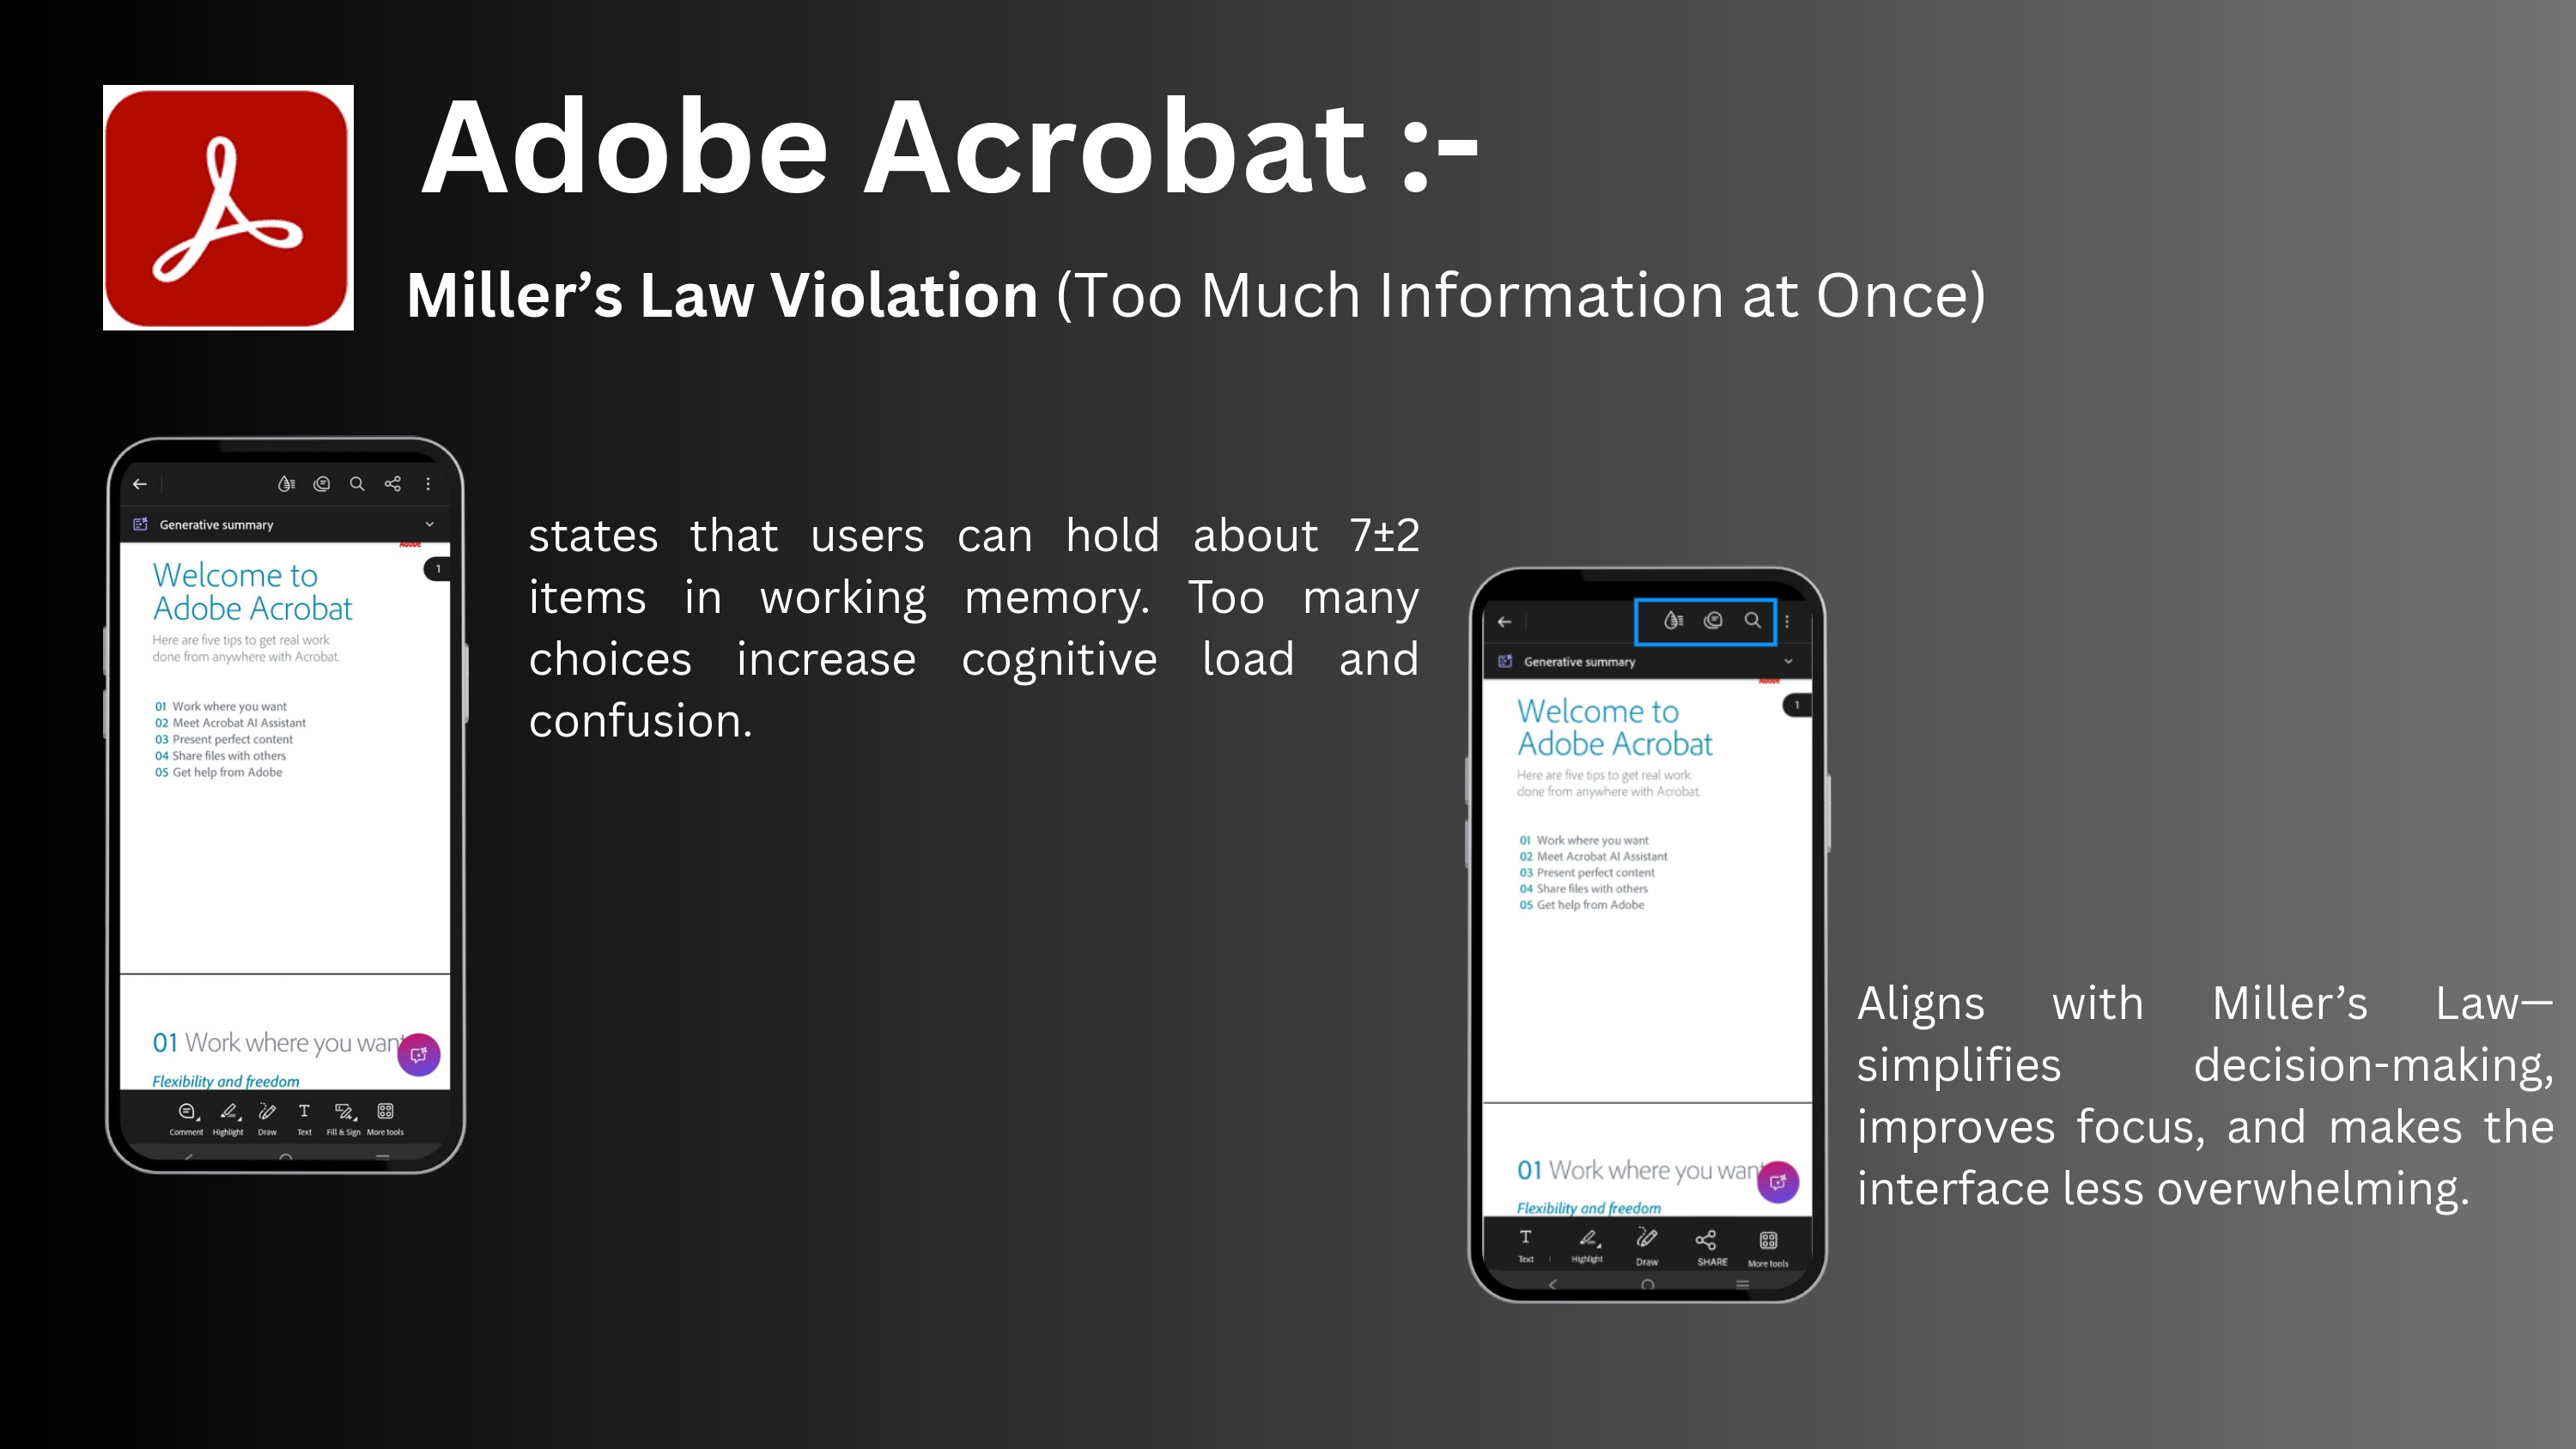 Adobe Acrobat :-
Miller’s Law Violation (Too Much Information at Once)
Generative summary
Adobe
1
Welcome to
Adobe Acrobat
Here are five tips to get real work
done from anywhere with Acrobat.
01 Work where you want
02 Meet Acrobat AI Assistant
03 Present perfect content
04 Share files with others
05 Get help from Adobe
01 Work where you want
Flexibility and freedom
Comment Highlight Draw Text Fill & Sign More tools
states that users can hold about 7±2
items in working memory. Too many
choices increase cognitive load and
confusion.
Generative summary
Adobe
1
Welcome to
Adobe Acrobat
Here are five tips to get real work
done from anywhere with Acrobat.
01 Work where you want
02 Meet Acrobat AI Assistant
03 Present perfect content
04 Share files with others
05 Get help from Adobe
01 Work where you want
Flexibility and freedom
Text Highlight Draw SHARE More tools
Aligns with Miller’s Law—
simplifies decision-making,
improves focus, and makes the
interface less overwhelming.